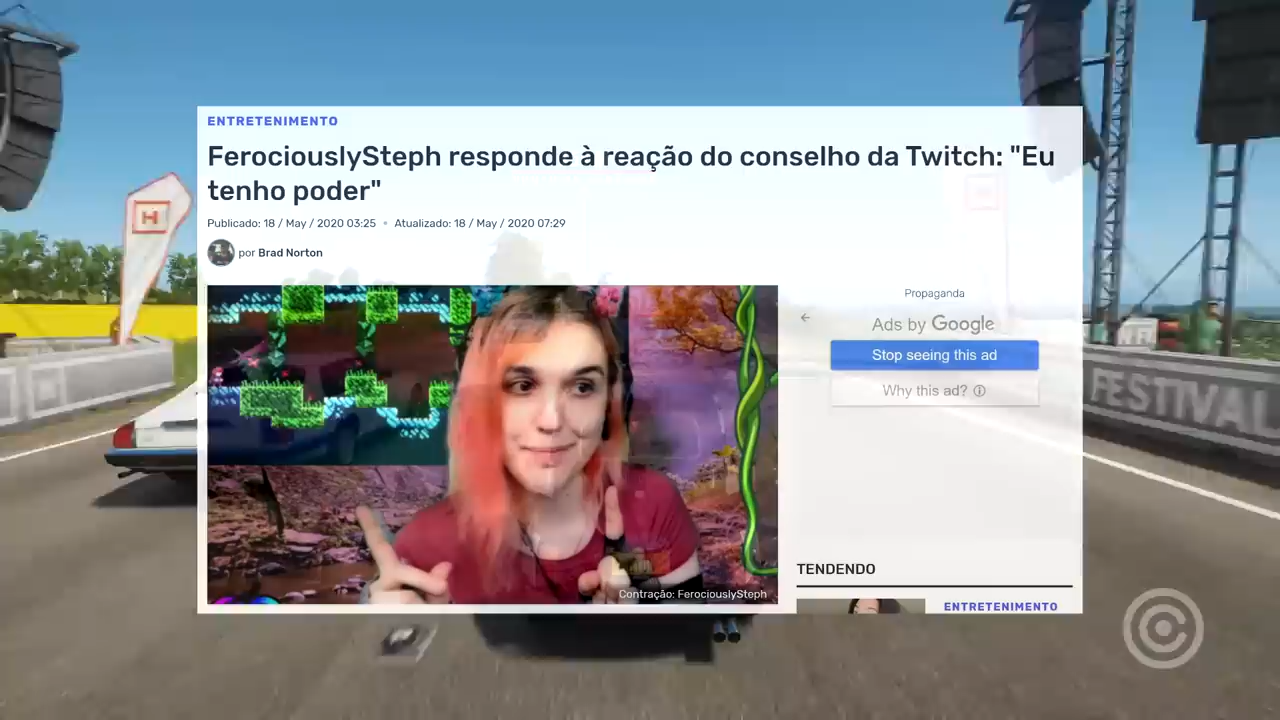 ENTRETENIMENTO
FerociouslySteph responde à reação do conselho da Twitch: "Eu
tenho poder"
Publicado: 18 / May / 2020 03:25 • Atualizado: 18 / May / 2020 07:29
por Brad Norton
Propaganda
Ads by Google
Stop seeing this ad
Why this ad?
Contração: FerociouslySteph
TENDENDO
ENTRETENIMENTO
H
FESTIVAL